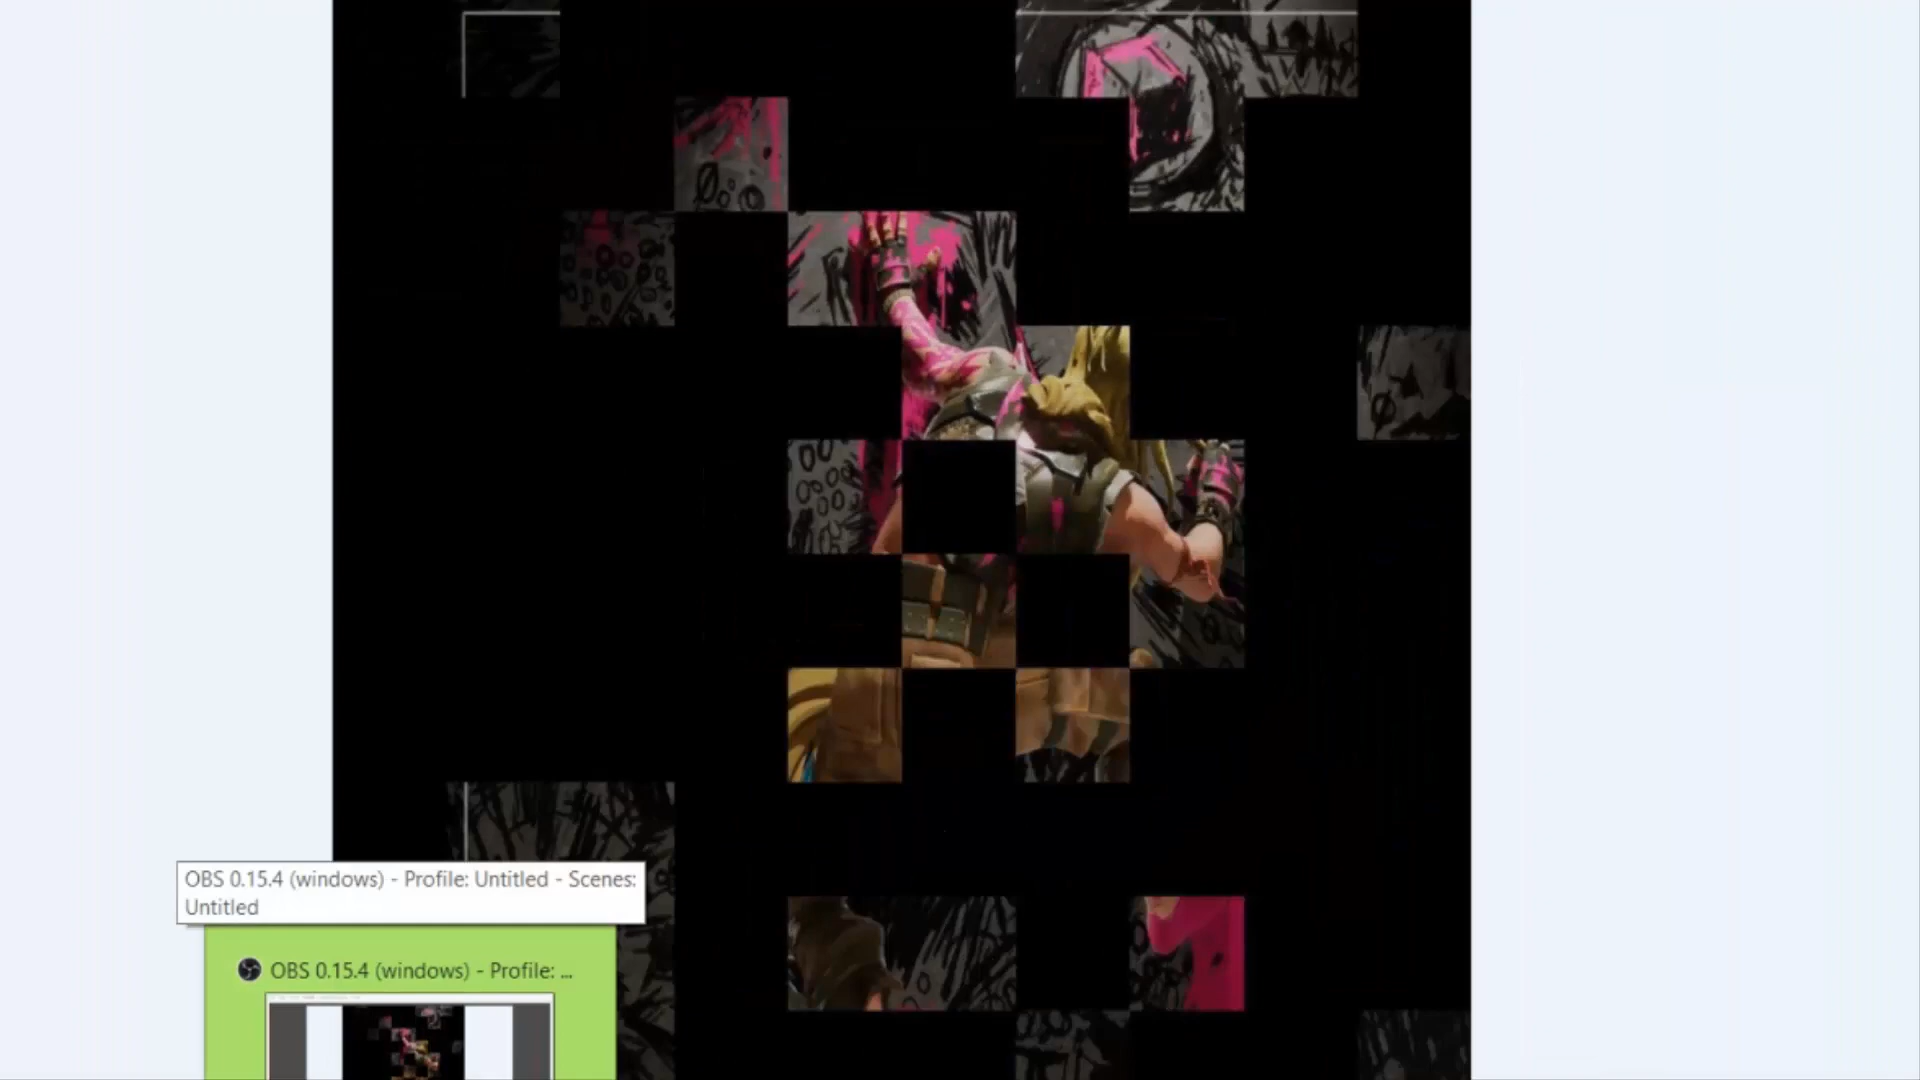 OBS 0.15.4 (windows) - Profile: Untitled - Scenes:
Untitled
OBS 0.15.4 (windows) - Profile: ...